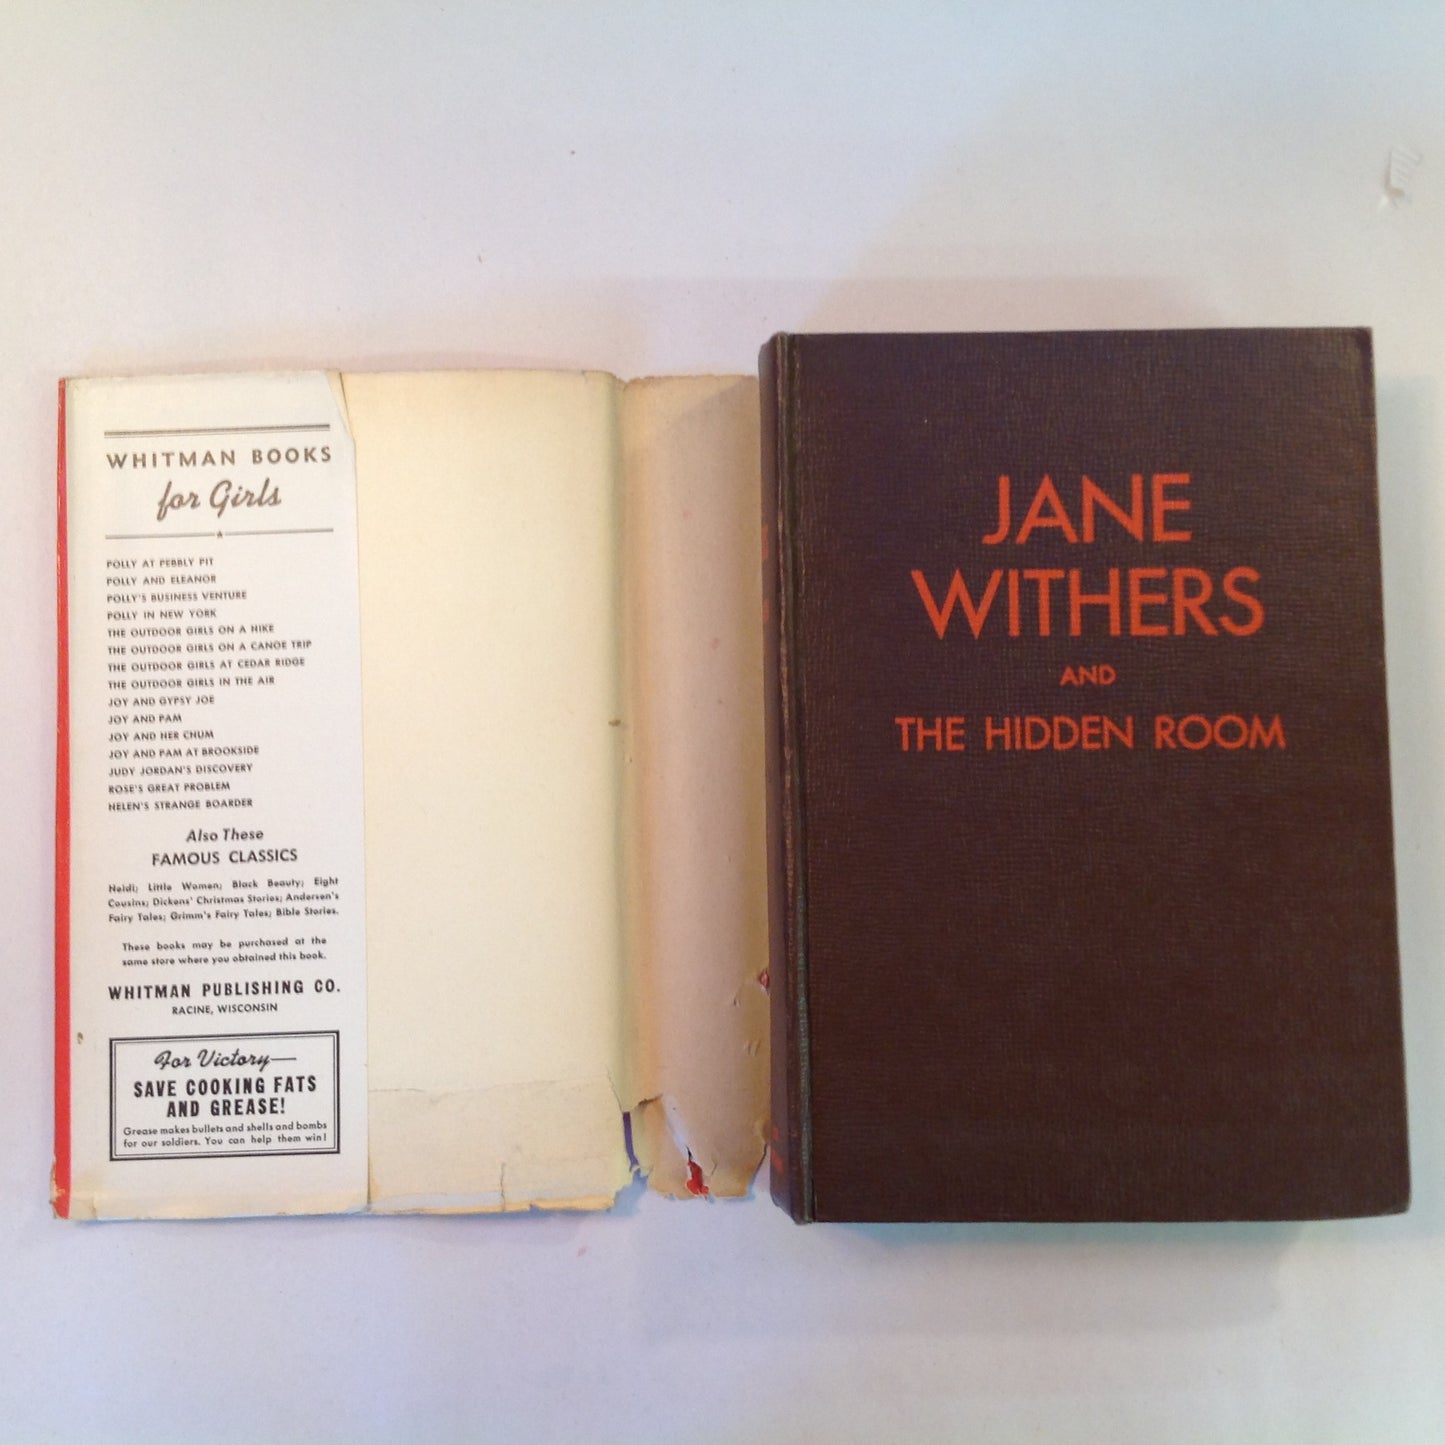 WHITMAN BOOKS
for Girls
POLLY AT PEBBLY PIT
POLLY AND ELEANOR
POLLY'S BUSINESS VENTURE
POLLY IN NEW YORK
THE OUTDOOR GIRLS ON A HIKE
THE OUTDOOR GIRLS ON A CANOE TRIP
THE OUTDOOR GIRLS AT CEDAR RIDGE
THE OUTDOOR GIRLS IN THE AIR
JOY AND GYPSY JOE
JOY AND PAM
JOY AND HER CHUM
JOY AND PAM AT BROOKSIDE
JUDY JORDAN'S DISCOVERY
ROSE'S GREAT PROBLEM
HELEN'S STRANGE BOARDER
Also These
FAMOUS CLASSICS
Heidi; Little Women; Black Beauty; Eight
Cousins; Dickens' Christmas Stories; Andersen's
Fairy Tales; Grimm's Fairy Tales; Bible Stories.
These books may be purchased at the
same store where you obtained this book.
WHITMAN PUBLISHING CO.
RACINE, WISCONSIN
For Victory—
SAVE COOKING FATS
AND GREASE!
Grease makes bullets and shells and bombs
for our soldiers. You can help them win!
JANE
WITHERS
AND
THE HIDDEN ROOM